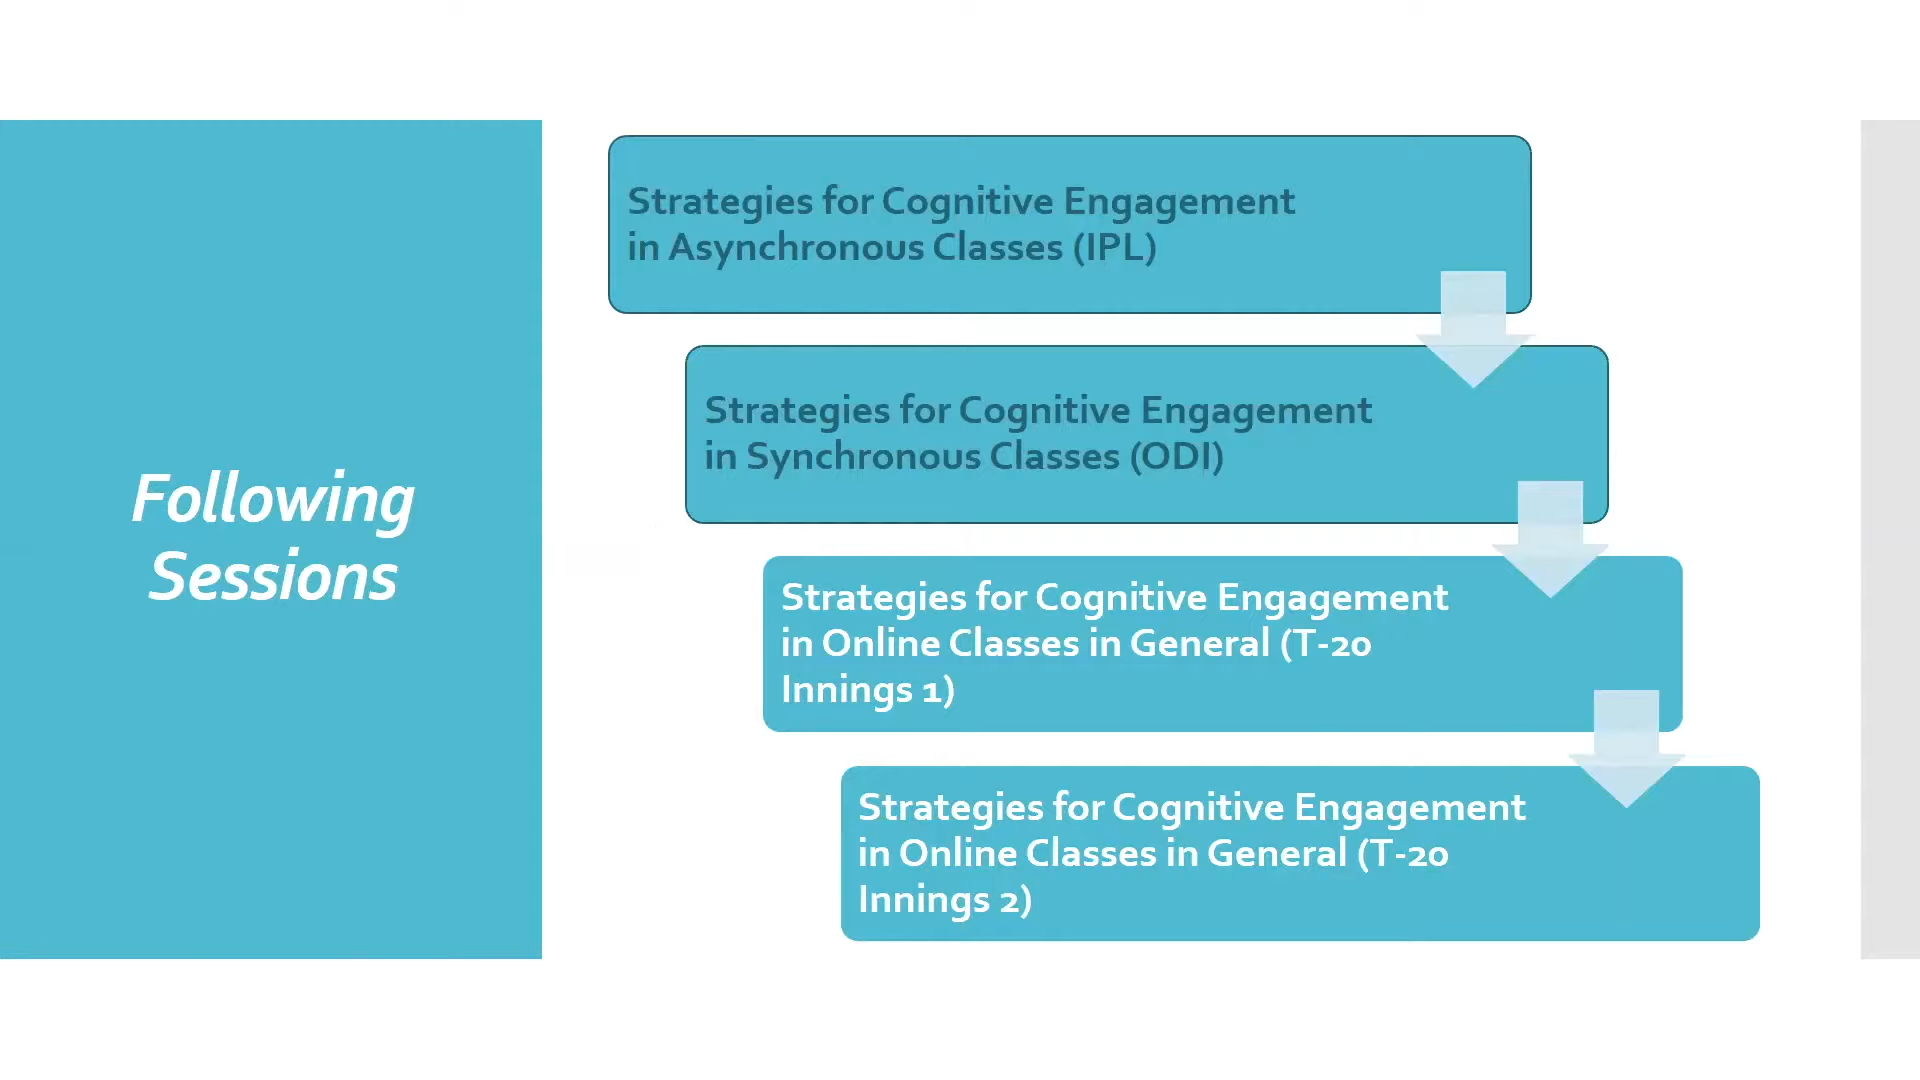 Following
Sessions
Strategies for Cognitive Engagement
in Asynchronous Classes (IPL)
Strategies for Cognitive Engagement
in Synchronous Classes (ODI)
Strategies for Cognitive Engagement
in Online Classes in General (T-20
Innings 1)
Strategies for Cognitive Engagement
in Online Classes in General (T-20
Innings 2)